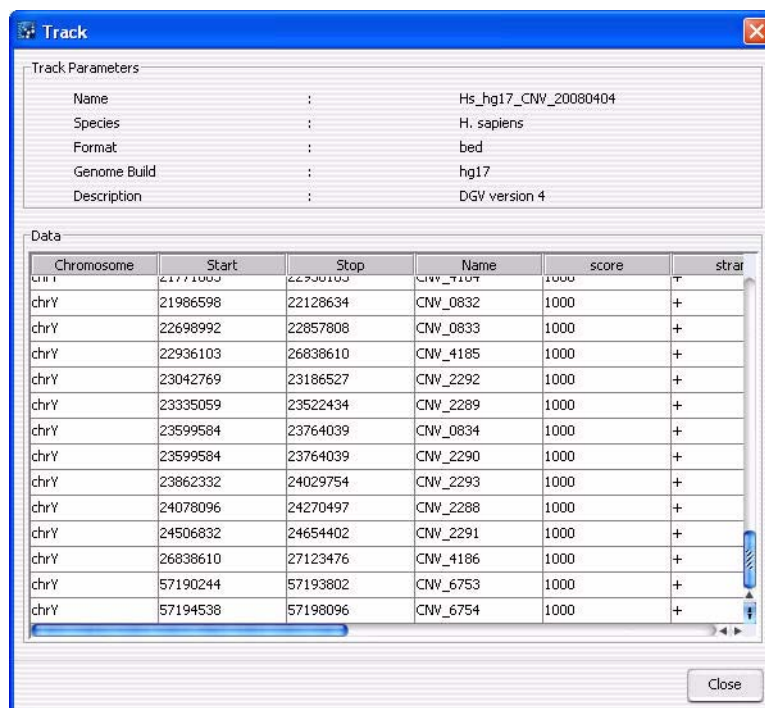 Track
Track Parameters
Name : Hs_hg17_CNV_20080404
Species : H. sapiens
Format : bed
Genome Build : hg17
Description : DGV version 4
Data
Chromosome Start Stop Name score stran
chrY 21986598 22128634 CNV_0832 1000 +
chrY 22698992 22857808 CNV_0833 1000 +
chrY 22936103 26838610 CNV_4185 1000 +
chrY 23042769 23186527 CNV_2292 1000 +
chrY 23335059 23522434 CNV_2289 1000 +
chrY 23599584 23764039 CNV_0834 1000 +
chrY 23599584 23764039 CNV_2290 1000 +
chrY 23862332 24029754 CNV_2293 1000 +
chrY 24078096 24270497 CNV_2288 1000 +
chrY 24506832 24654402 CNV_2291 1000 +
chrY 26838610 27123476 CNV_4186 1000 +
chrY 57190244 57193802 CNV_6753 1000 +
chrY 57194538 57198096 CNV_6754 1000 +
Close